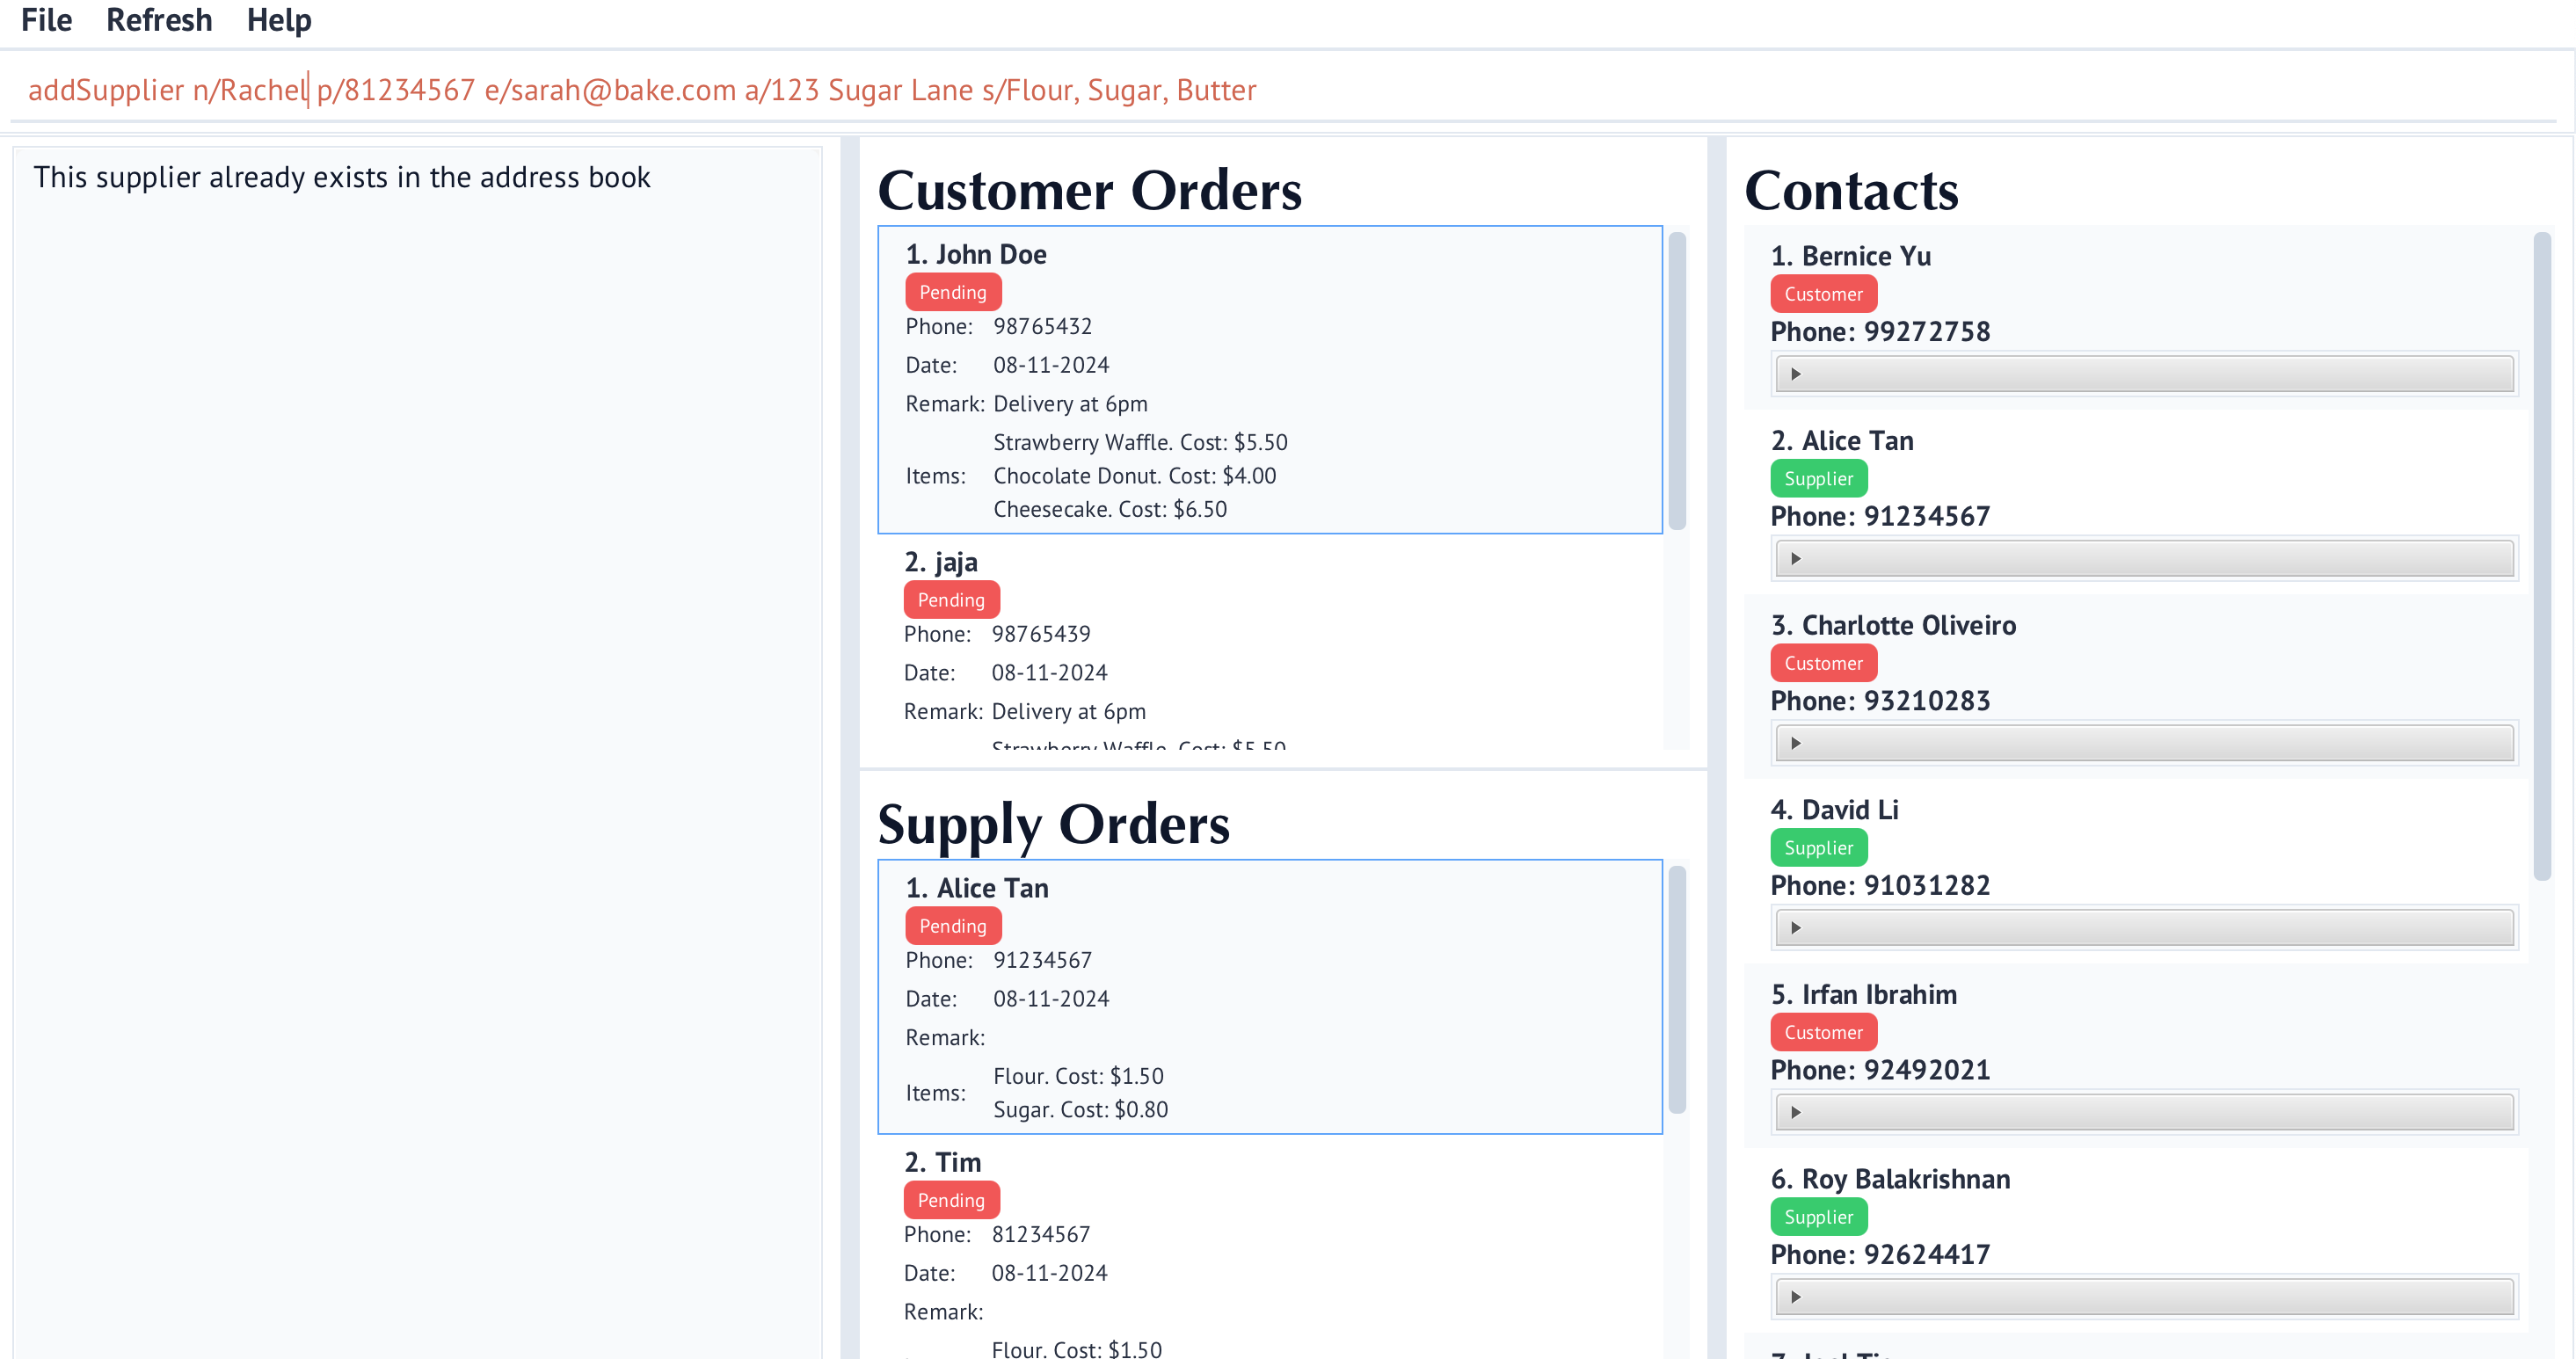 File Refresh Help
addSupplier n/Rachel p/81234567 e/sarah@bake.com a/123 Sugar Lane s/Flour, Sugar, Butter
This supplier already exists in the address book
Customer Orders
1. John Doe
Pending
Phone: 98765432
Date: 08-11-2024
Remark: Delivery at 6pm
Strawberry Waffle. Cost: $5.50
Items: Chocolate Donut. Cost: $4.00
Cheesecake. Cost: $6.50
2. jaja
Pending
Phone: 98765439
Date: 08-11-2024
Remark: Delivery at 6pm
Strawberry Waffle. Cost: $5.50
Supply Orders
1. Alice Tan
Pending
Phone: 91234567
Date: 08-11-2024
Remark:
Flour. Cost: $1.50
Items:
Sugar. Cost: $0.80
2. Tim
Pending
Phone: 81234567
Date: 08-11-2024
Remark:
Flour. Cost: $1.50
Contacts
1. Bernice Yu
Customer
Phone: 99272758
2. Alice Tan
Supplier
Phone: 91234567
3. Charlotte Oliveiro
Customer
Phone: 93210283
4. David Li
Supplier
Phone: 91031282
5. Irfan Ibrahim
Customer
Phone: 92492021
6. Roy Balakrishnan
Supplier
Phone: 92624417